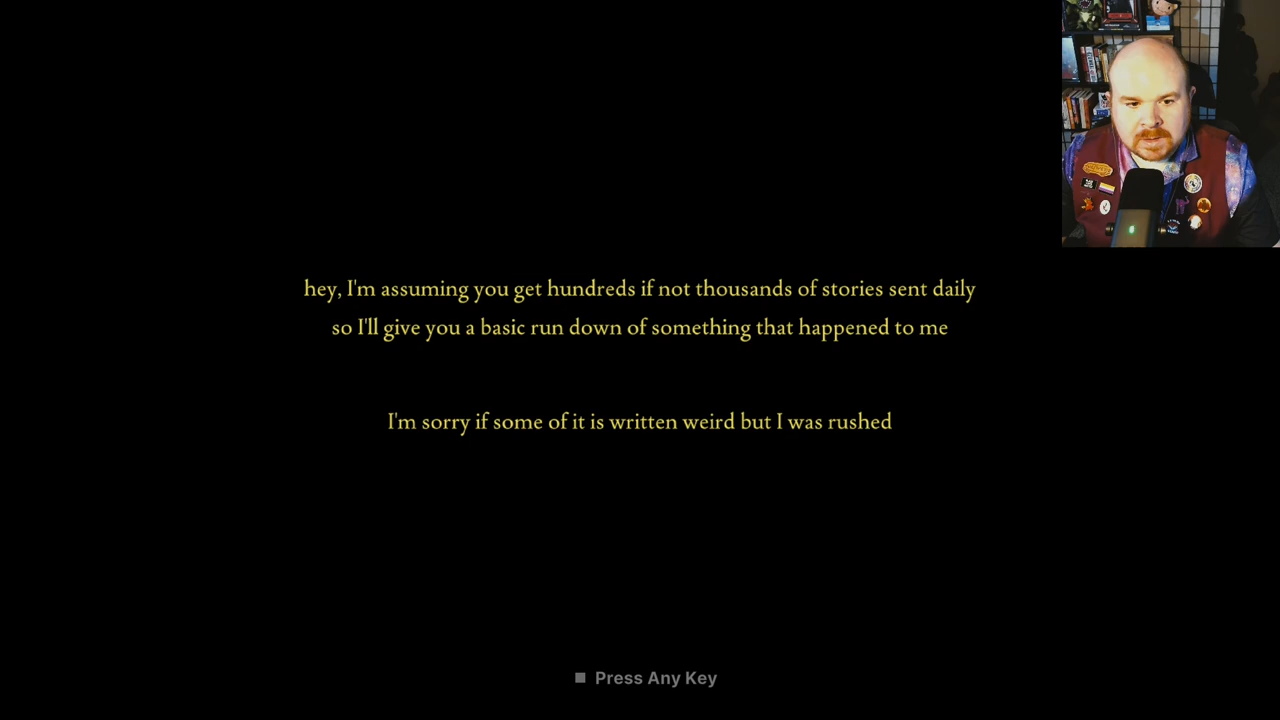 hey, I'm assuming you get hundreds if not thousands of stories sent daily
so I'll give you a basic run down of something that happened to me
I'm sorry if some of it is written weird but I was rushed
Press Any Key